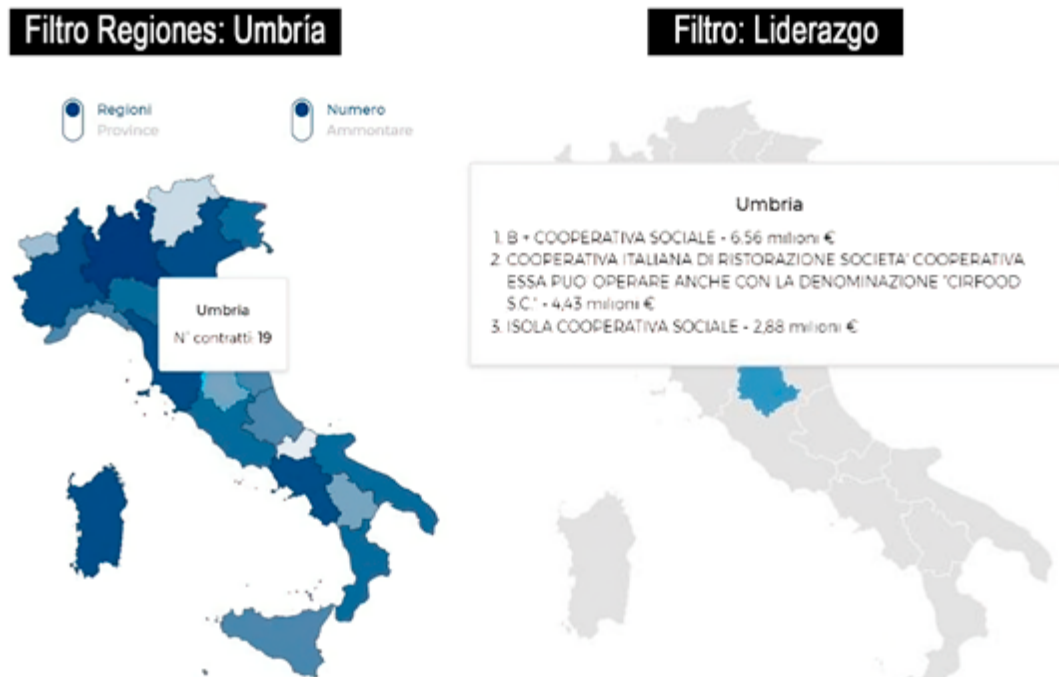 Filtro Regiones: Umbría
Filtro: Liderazgo
Regioni
Province
Numero
Ammontare
Umbria
N° contratti: 19
Umbria
1. B + COOPERATIVA SOCIALE - 6,56 milioni €
2. COOPERATIVA ITALIANA DI RISTORAZIONE SOCIETA' COOPERATIVA
ESSA PUO' OPERARE ANCHE CON LA DENOMINAZIONE "CIRFOOD
S.C." - 4,43 milioni €
3. ISOLA COOPERATIVA SOCIALE - 2,88 milioni €